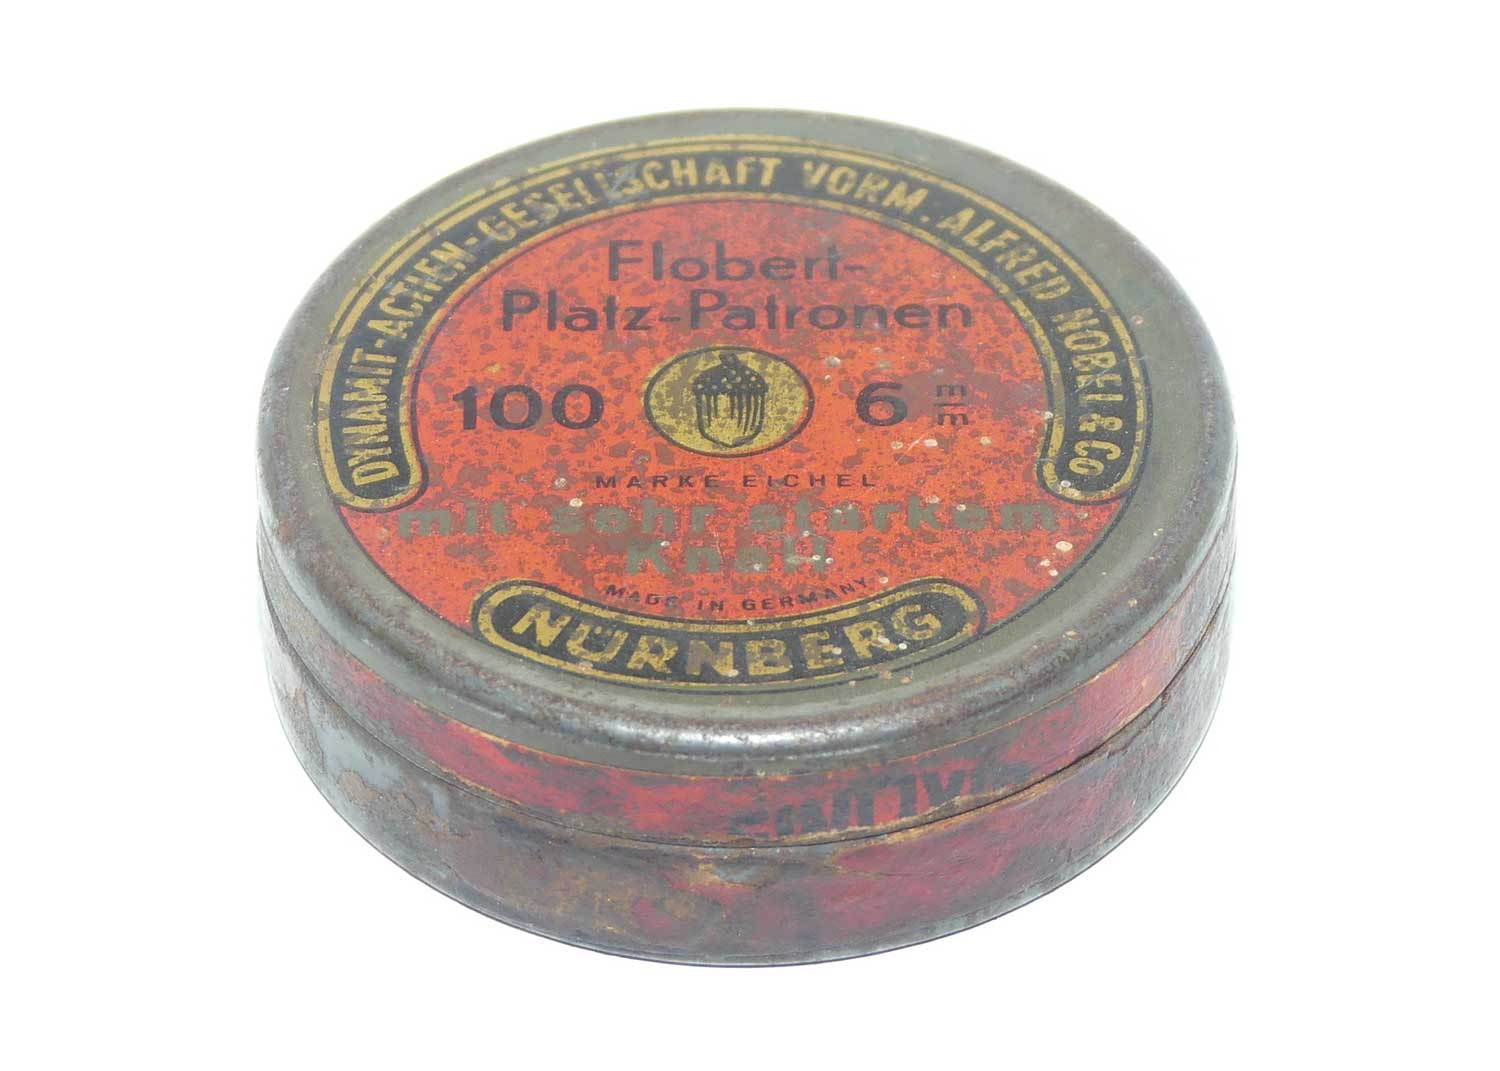 DYNAMIT-ACTIEN-GESELLSCHAFT VORM. ALFRED NOBEL & Co
Flobert-
Platz-Patronen
100 6 m/m
MARKE EICHEL
mit sehr starkem
Knall
MADE IN GERMANY
NÜRNBERG